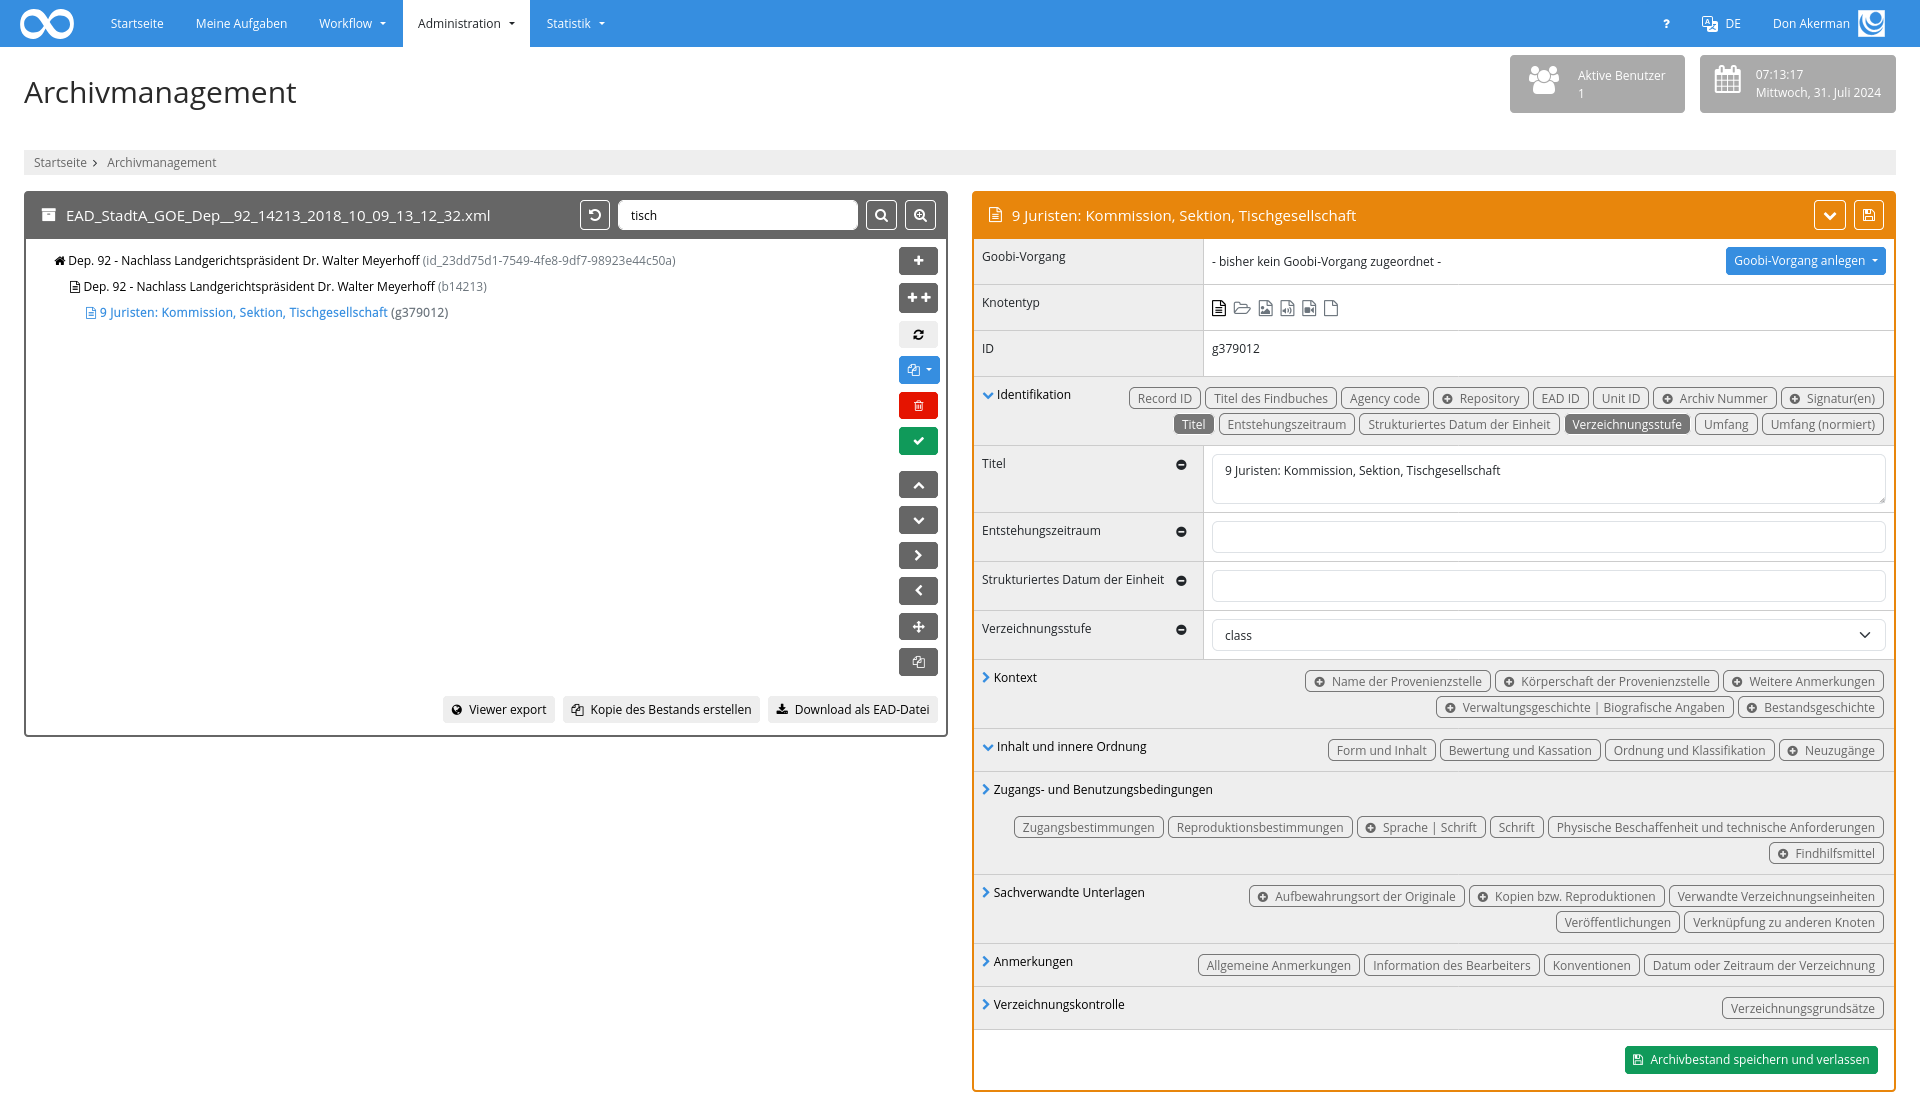 Startseite Meine Aufgaben Workflow Administration Statistik ? DE Don Akerman
Archivmanagement
Aktive Benutzer
1
07:13:17
Mittwoch, 31. Juli 2024
Startseite Archivmanagement
EAD_StadtA_GOE_Dep__92_14213_2018_10_09_13_12_32.xml tisch
Dep. 92 - Nachlass Landgerichtspräsident Dr. Walter Meyerhoff (id_23dd75d1-7549-4fe8-9df7-98923e44c50a)
Dep. 92 - Nachlass Landgerichtspräsident Dr. Walter Meyerhoff (b14213)
9 Juristen: Kommission, Sektion, Tischgesellschaft (g379012)
Viewer export Kopie des Bestands erstellen Download als EAD-Datei
9 Juristen: Kommission, Sektion, Tischgesellschaft
Goobi-Vorgang - bisher kein Goobi-Vorgang zugeordnet - Goobi-Vorgang anlegen
Knotentyp
ID g379012
Identifikation Record ID Titel des Findbuches Agency code Repository EAD ID Unit ID Archiv Nummer Signatur(en)
Titel Entstehungszeitraum Strukturiertes Datum der Einheit Verzeichnungsstufe Umfang Umfang (normiert)
Titel 9 Juristen: Kommission, Sektion, Tischgesellschaft
Entstehungszeitraum
Strukturiertes Datum der Einheit
Verzeichnungsstufe class
Kontext Name der Provenienzstelle Körperschaft der Provenienzstelle Weitere Anmerkungen
Verwaltungsgeschichte | Biografische Angaben Bestandsgeschichte
Inhalt und innere Ordnung Form und Inhalt Bewertung und Kassation Ordnung und Klassifikation Neuzugänge
Zugangs- und Benutzungsbedingungen
Zugangsbestimmungen Reproduktionsbestimmungen Sprache | Schrift Schrift Physische Beschaffenheit und technische Anforderungen
Findhilfsmittel
Sachverwandte Unterlagen Aufbewahrungsort der Originale Kopien bzw. Reproduktionen Verwandte Verzeichnungseinheiten
Veröffentlichungen Verknüpfung zu anderen Knoten
Anmerkungen Allgemeine Anmerkungen Information des Bearbeiters Konventionen Datum oder Zeitraum der Verzeichnung
Verzeichnungskontrolle Verzeichnungsgrundsätze
Archivbestand speichern und verlassen